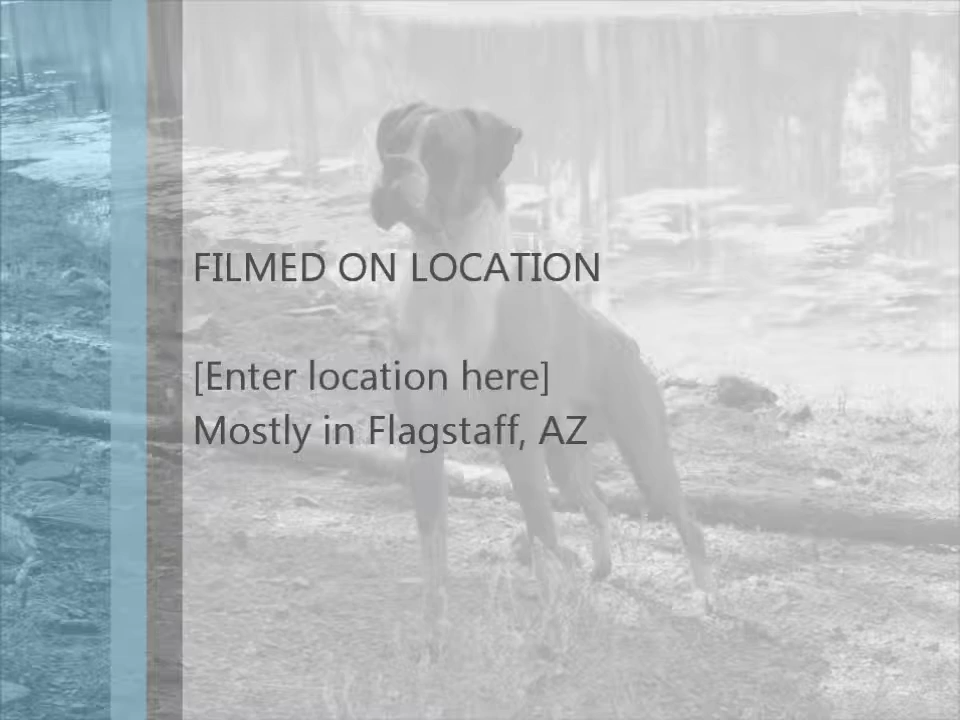 FILMED ON LOCATION
[Enter location here]
Mostly in Flagstaff, AZ